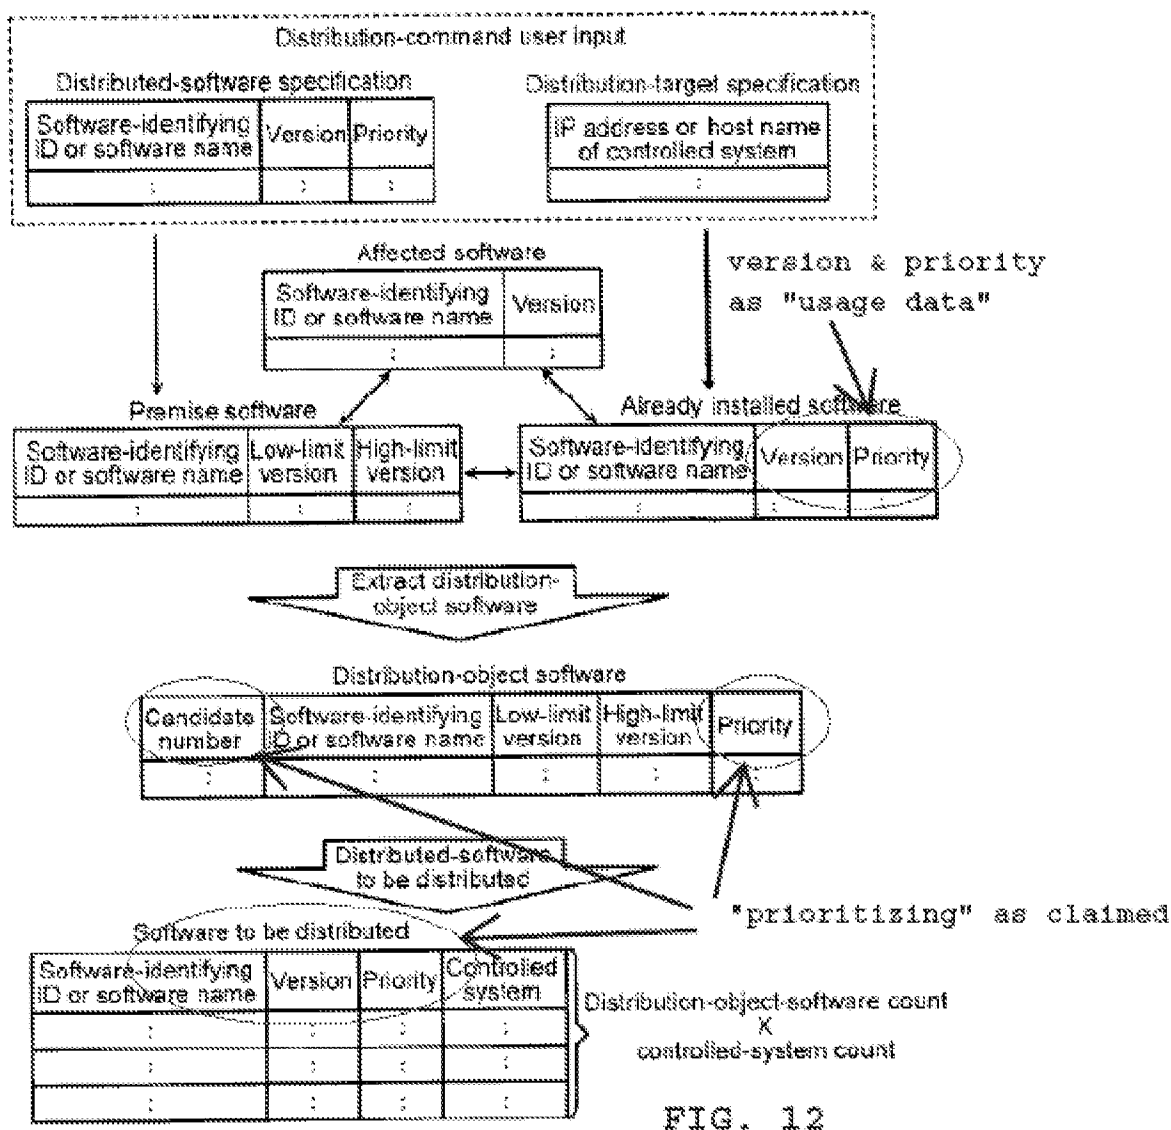 Distribution-command user input
Distributed-software specification
Software-identifying
ID or software name
Version
Priority
:
:
:
Distribution-target specification
IP address or host name
of controlled system
:
Affected software
Software-identifying
ID or software name
Version
:
:
version & priority
as "usage data"
Premise software
Software-identifying
ID or software name
Low-limit
version
High-limit
version
:
:
:
Already installed software
Software-identifying
ID or software name
Version
Priority
:
:
:
Extract distribution-
object software
Distribution-object software
Candidate
number
Software-identifying
ID or software name
Low-limit
version
High-limit
version
Priority
:
:
:
:
:
Distributed-software
to be distributed
"prioritizing" as claimed
Software to be distributed
Software-identifying
ID or software name
Version
Priority
Controlled
system
:
:
:
:
:
:
:
:
:
:
:
:
Distribution-object-software count
X
controlled-system count
FIG. 12